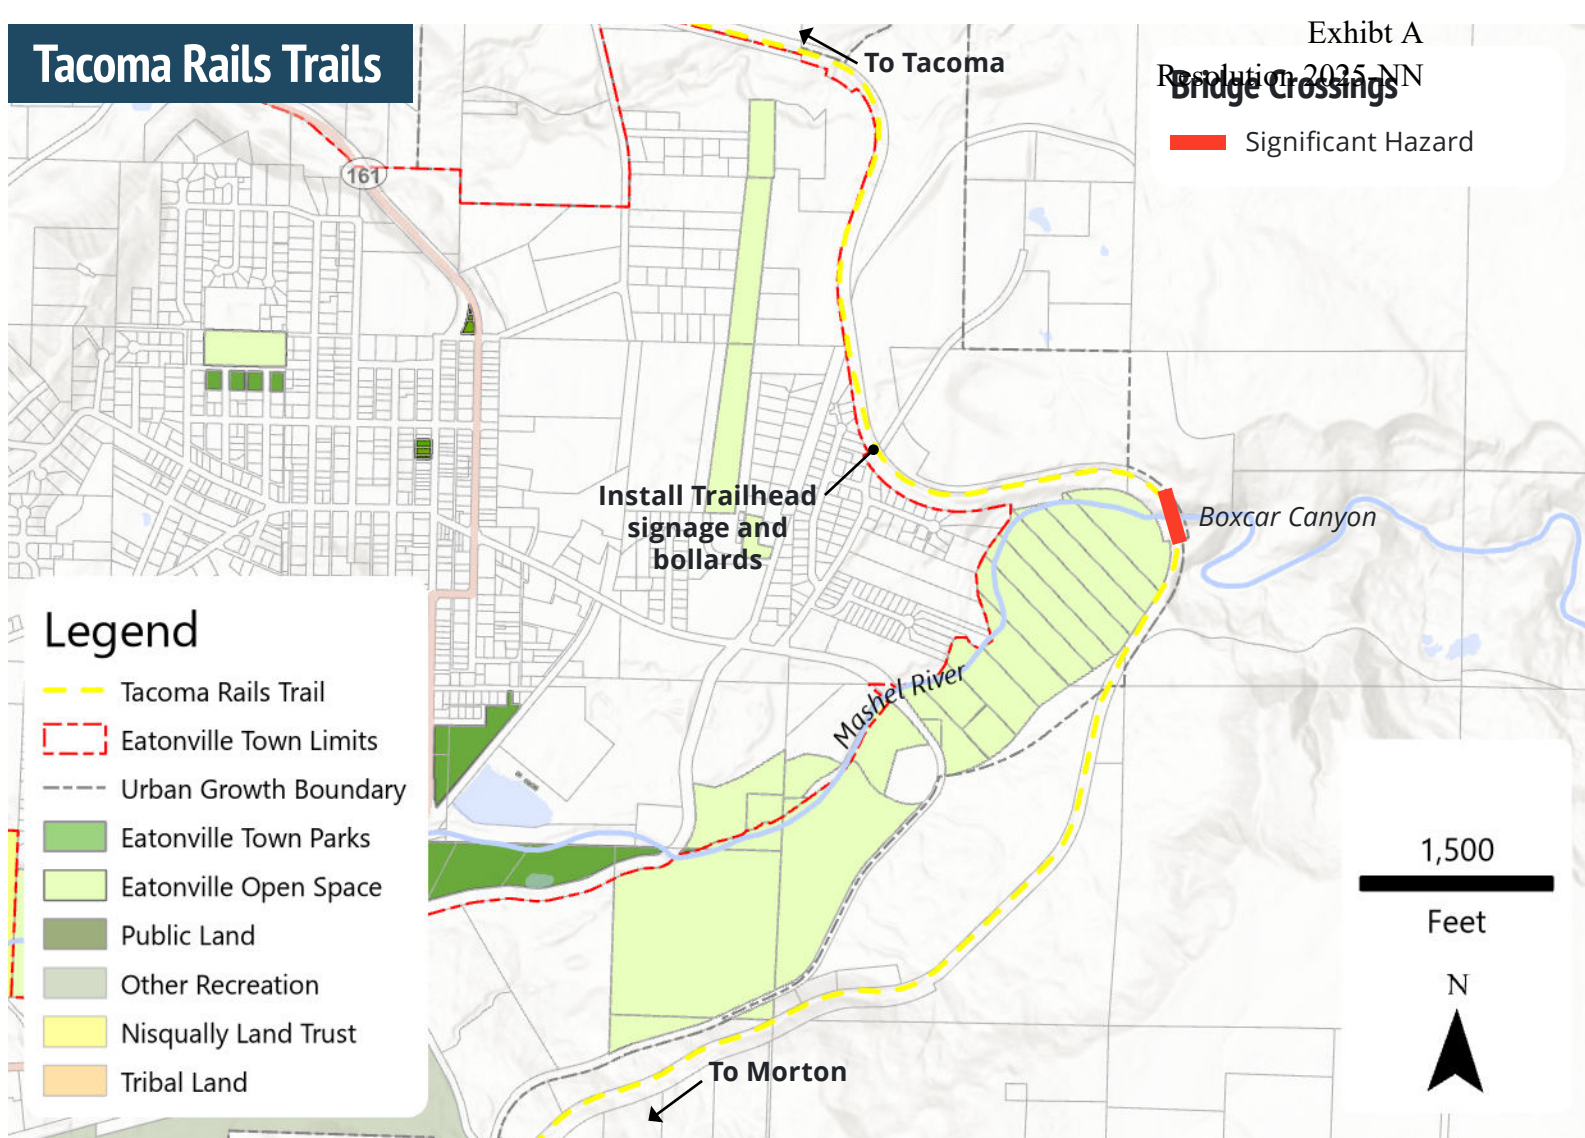 Tacoma Rails Trails
Exhibt A
Resolution 2025-NN
Bridge Crossings
Significant Hazard
To Tacoma
161
Install Trailhead
signage and
bollards
Boxcar Canyon
Mashel River
Legend
Tacoma Rails Trail
Eatonville Town Limits
Urban Growth Boundary
Eatonville Town Parks
Eatonville Open Space
Public Land
Other Recreation
Nisqually Land Trust
Tribal Land
1,500
Feet
N
To Morton